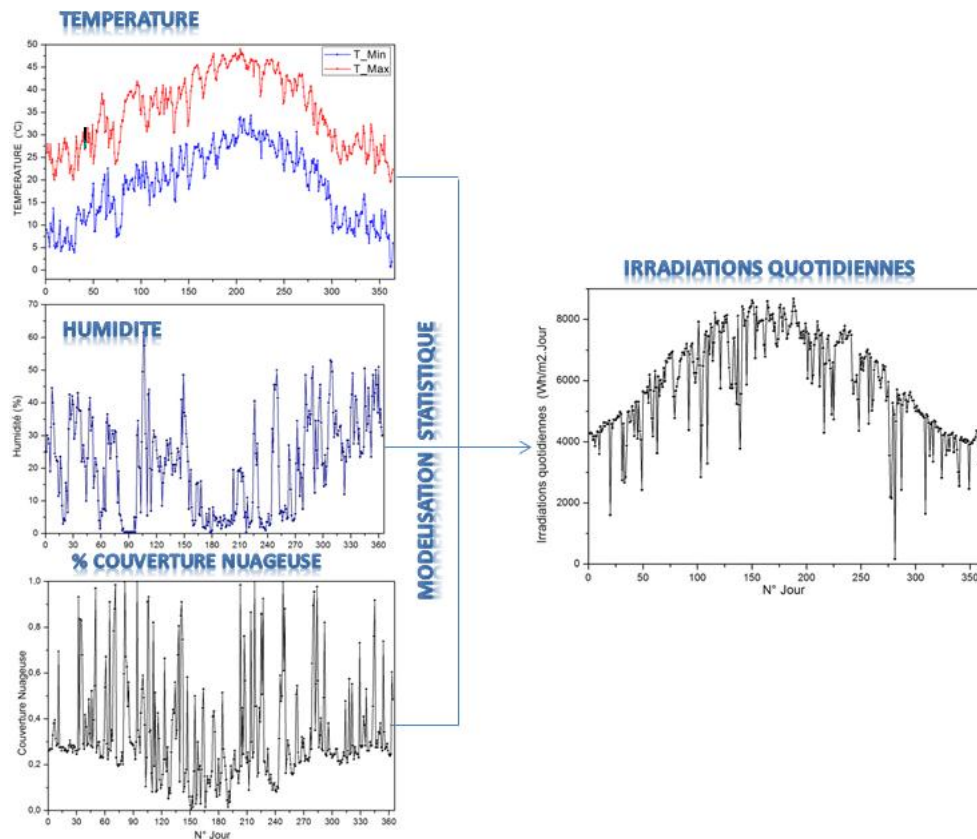 TEMPERATURE
50
45
40
35
30
25
20
15
10
5
0
TEMPERATURE (°C)
T_Min
T_Max
0 50 100 150 200 250 300 350
HUMIDITE
70
60
50
40
30
20
10
0
Humidité (%)
0 30 60 90 120 150 180 210 240 270 300 330 360
% COUVERTURE NUAGEUSE
1,0
0,8
0,6
0,4
0,2
0,0
Couverture Nuageuse
0 30 60 90 120 150 180 210 240 270 300 330 360
N° Jour
MODELISATION STATISTIQUE
IRRADIATIONS QUOTIDIENNES
8000
6000
4000
2000
0
Irradiations quotidiennes (Wh/m2.Jour)
0 50 100 150 200 250 300 350
N° Jour